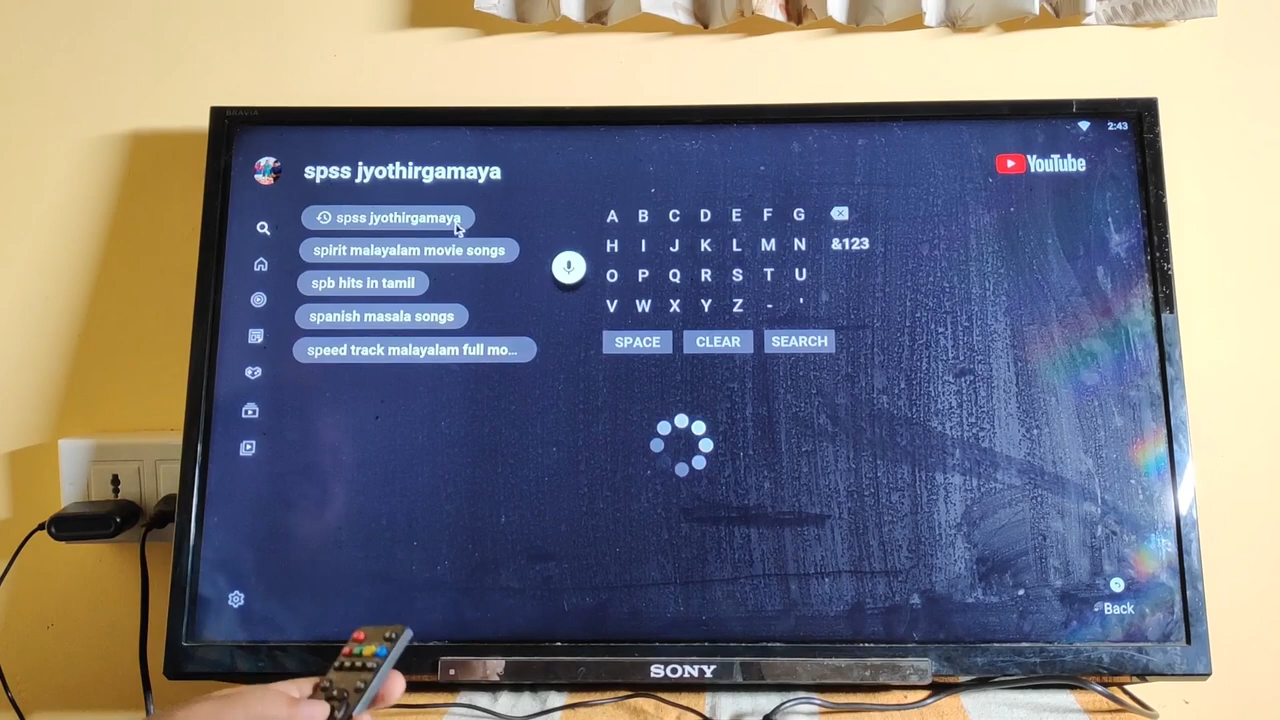 BRAVIA
2:43
spss jyothirgamaya
YouTube
spss jyothirgamaya
spirit malayalam movie songs
spb hits in tamil
spanish masala songs
speed track malayalam full mo...
A B C D E F G
H I J K L M N &123
O P Q R S T U
V W X Y Z - '
SPACE CLEAR SEARCH
Back
SONY